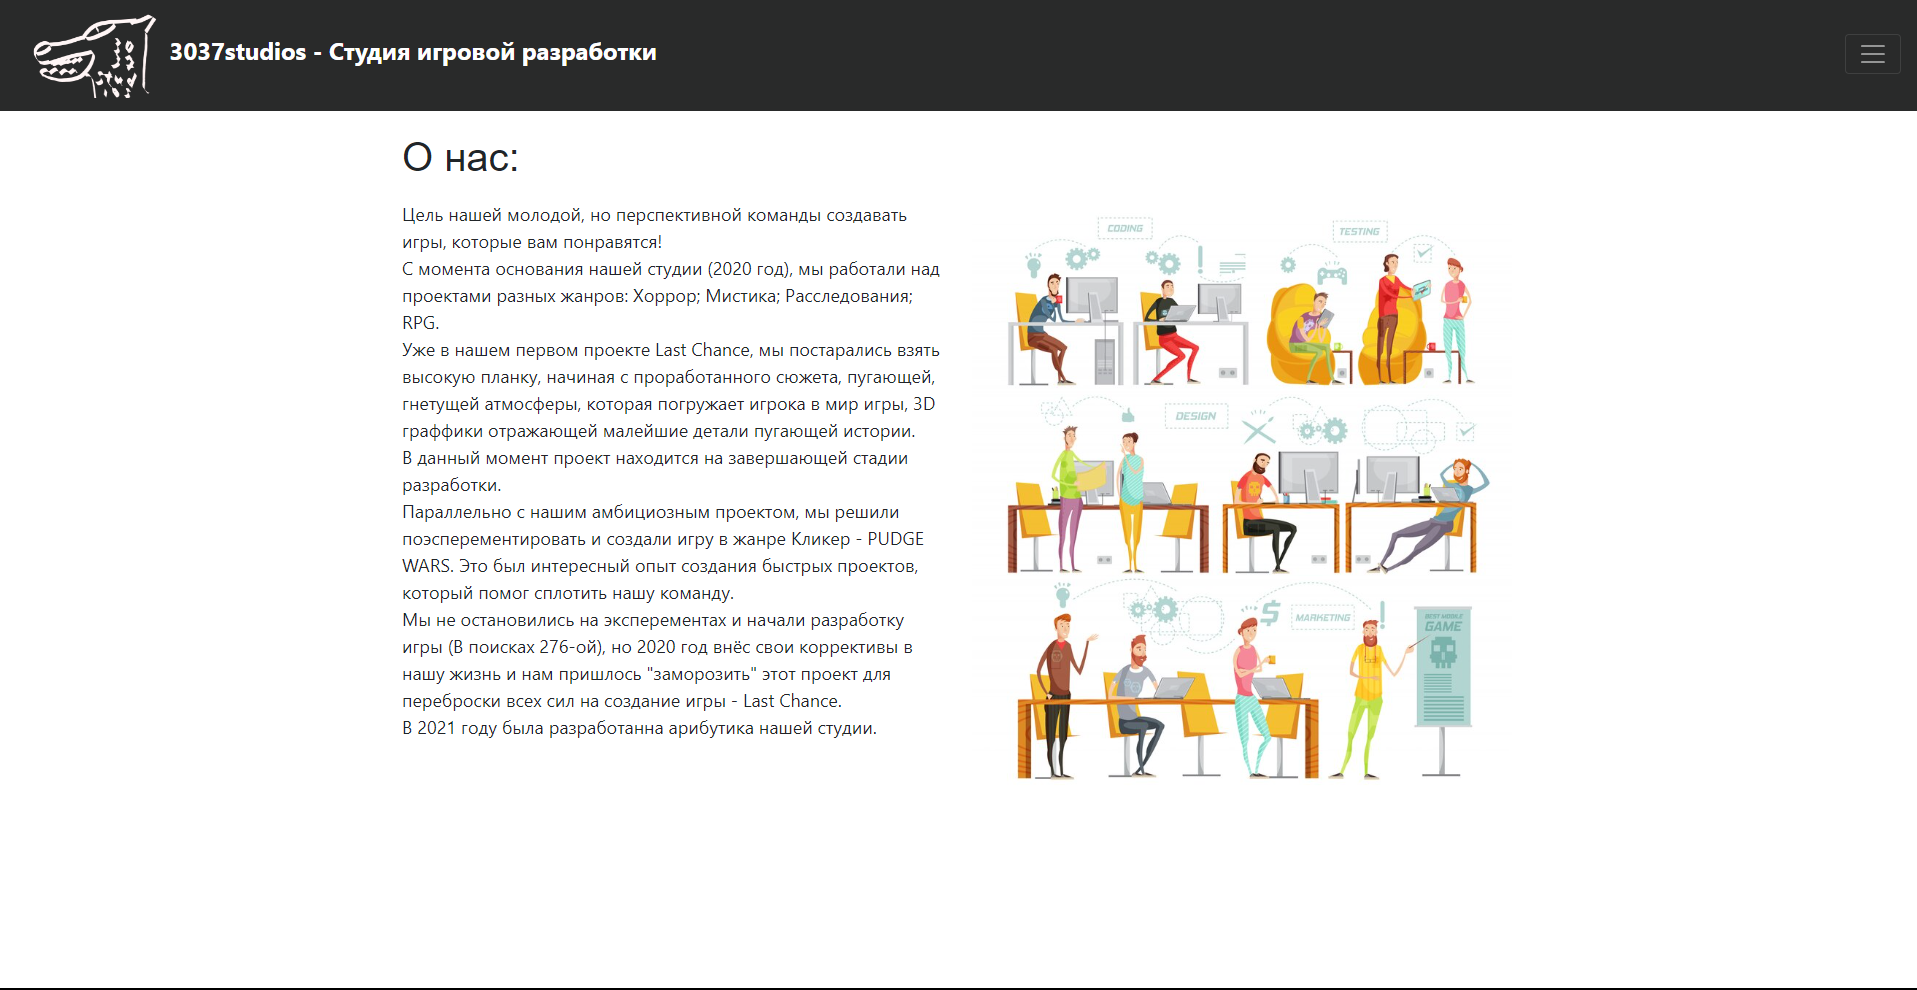 3037studios - Студия игровой разработки
О нас:
Цель нашей молодой, но перспективной команды создавать
игры, которые вам понравятся!
С момента основания нашей студии (2020 год), мы работали над
проектами разных жанров: Хоррор; Мистика; Расследования;
RPG.
Уже в нашем первом проекте Last Chance, мы постарались взять
высокую планку, начиная с проработанного сюжета, пугающей,
гнетущей атмосферы, которая погружает игрока в мир игры, 3D
граффики отражающей малейшие детали пугающей истории.
В данный момент проект находится на завершающей стадии
разработки.
Параллельно с нашим амбициозным проектом, мы решили
поэсперементировать и создали игру в жанре Кликер - PUDGE
WARS. Это был интересный опыт создания быстрых проектов,
который помог сплотить нашу команду.
Мы не остановились на эксперементах и начали разработку
игры (В поисках 276-ой), но 2020 год внёс свои коррективы в
нашу жизнь и нам пришлось "заморозить" этот проект для
переброски всех сил на создание игры - Last Chance.
В 2021 году была разработанна арибутика нашей студии.
CODING
TESTING
DESIGN
MARKETING
BEST MOBILE
GAME